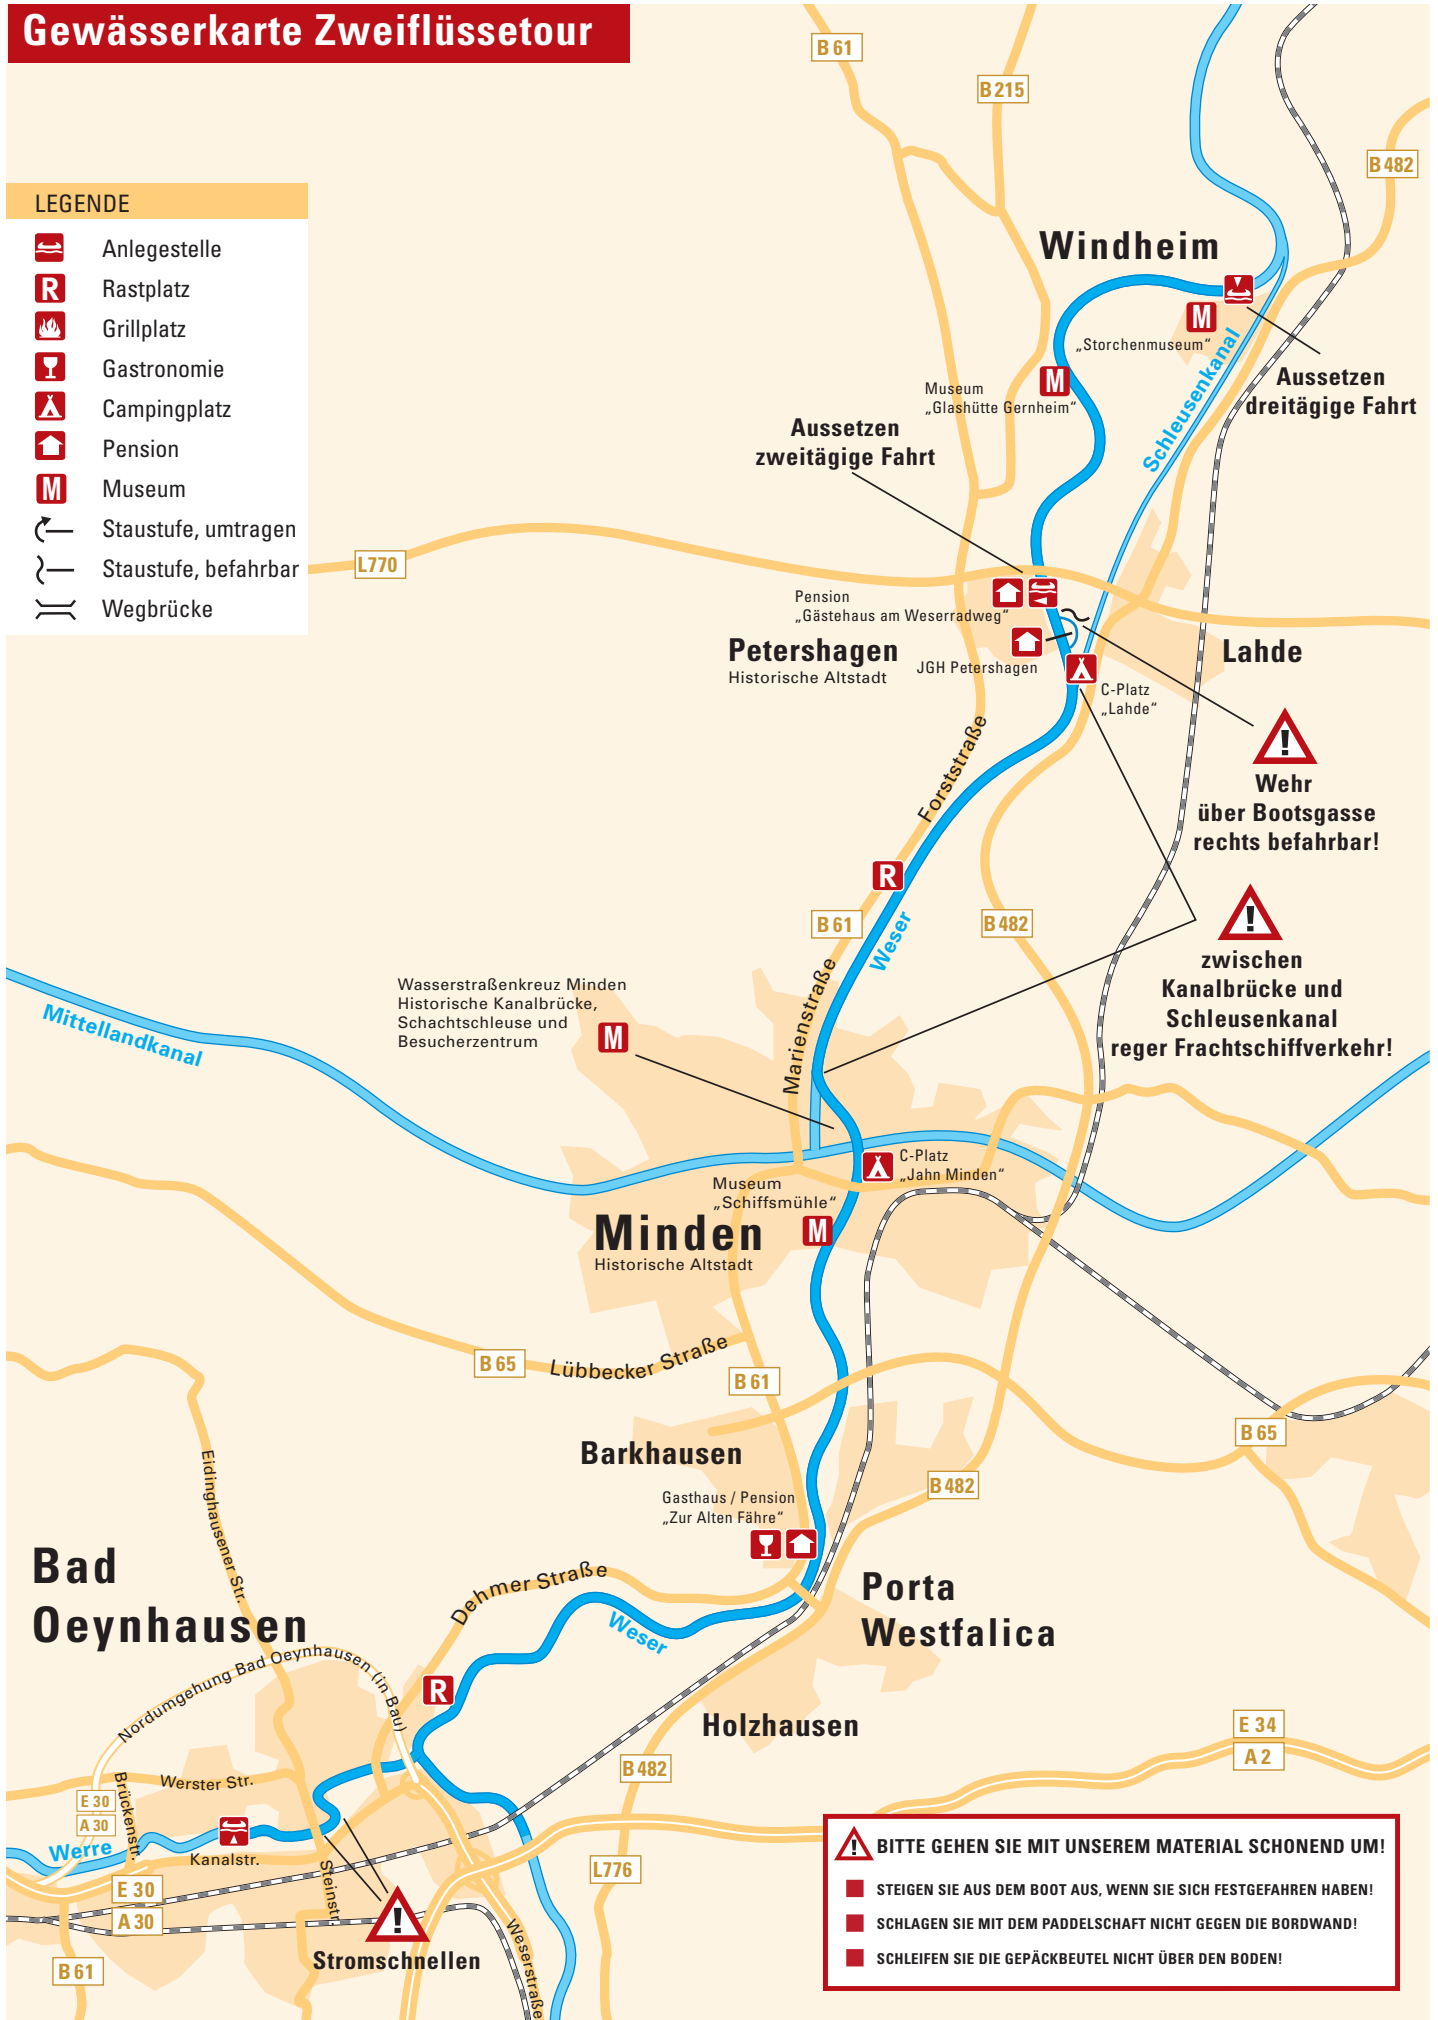 Gewässerkarte Zweiflüssetour
B 61
B 215
B 482
LEGENDE
Anlegestelle
R
Rastplatz
Grillplatz
Gastronomie
Campingplatz
Pension
M
Museum
Staustufe, umtragen
Staustufe, befahrbar
Wegbrücke
Windheim
M
„Storchenmuseum“
Schleusenkanal
Aussetzen
dreitägige Fahrt
M
Museum
„Glashütte Gernheim“
Aussetzen
zweitägige Fahrt
L770
Pension
„Gästehaus am Weserradweg“
Petershagen
Historische Altstadt
JGH Petershagen
Lahde
C-Platz
„Lahde“
!
Wehr
über Bootsgasse
rechts befahrbar!
Forststraße
R
B 61
Weser
B 482
!
zwischen
Kanalbrücke und
Schleusenkanal
reger Frachtschiffverkehr!
Marienstraße
Wasserstraßenkreuz Minden
Historische Kanalbrücke,
Schachtschleuse und
Besucherzentrum
M
Mittellandkanal
C-Platz
„Jahn Minden“
Museum
„Schiffsmühle“
M
Minden
Historische Altstadt
B 65
Lübbecker Straße
B 61
B 65
Barkhausen
B 482
Gasthaus / Pension
„Zur Alten Fähre“
Eidinghausener Str.
Bad
Oeynhausen
Dehmer Straße
Weser
Porta
Westfalica
Nordumgehung Bad Oeynhausen (in Bau)
R
Holzhausen
E 34
A 2
B 482
Werster Str.
Brückenstr.
E 30
A 30
Werre
Kanalstr.
E 30
A 30
Steinstr.
L776
B 61
!
Stromschnellen
Weserstraße
! BITTE GEHEN SIE MIT UNSEREM MATERIAL SCHONEND UM!
STEIGEN SIE AUS DEM BOOT AUS, WENN SIE SICH FESTGEFAHREN HABEN!
SCHLAGEN SIE MIT DEM PADDELSCHAFT NICHT GEGEN DIE BORDWAND!
SCHLEIFEN SIE DIE GEPÄCKBEUTEL NICHT ÜBER DEN BODEN!